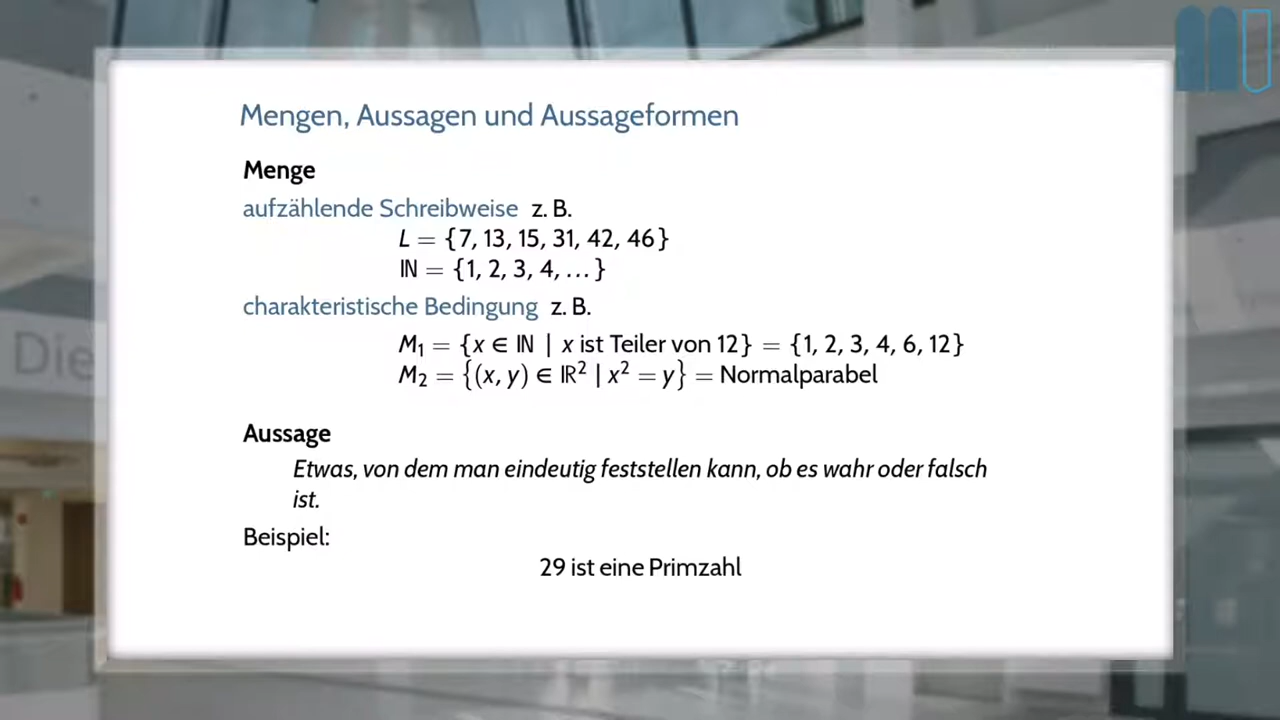 Mengen, Aussagen und Aussageformen
Menge
aufzählende Schreibweise z. B.
L = {7, 13, 15, 31, 42, 46}
ℕ = {1, 2, 3, 4, … }
charakteristische Bedingung z. B.
M₁ = {x ∈ ℕ | x ist Teiler von 12} = {1, 2, 3, 4, 6, 12}
M₂ = {(x, y) ∈ ℝ² | x² = y} = Normalparabel
Aussage
Etwas, von dem man eindeutig feststellen kann, ob es wahr oder falsch
ist.
Beispiel:
29 ist eine Primzahl
Die